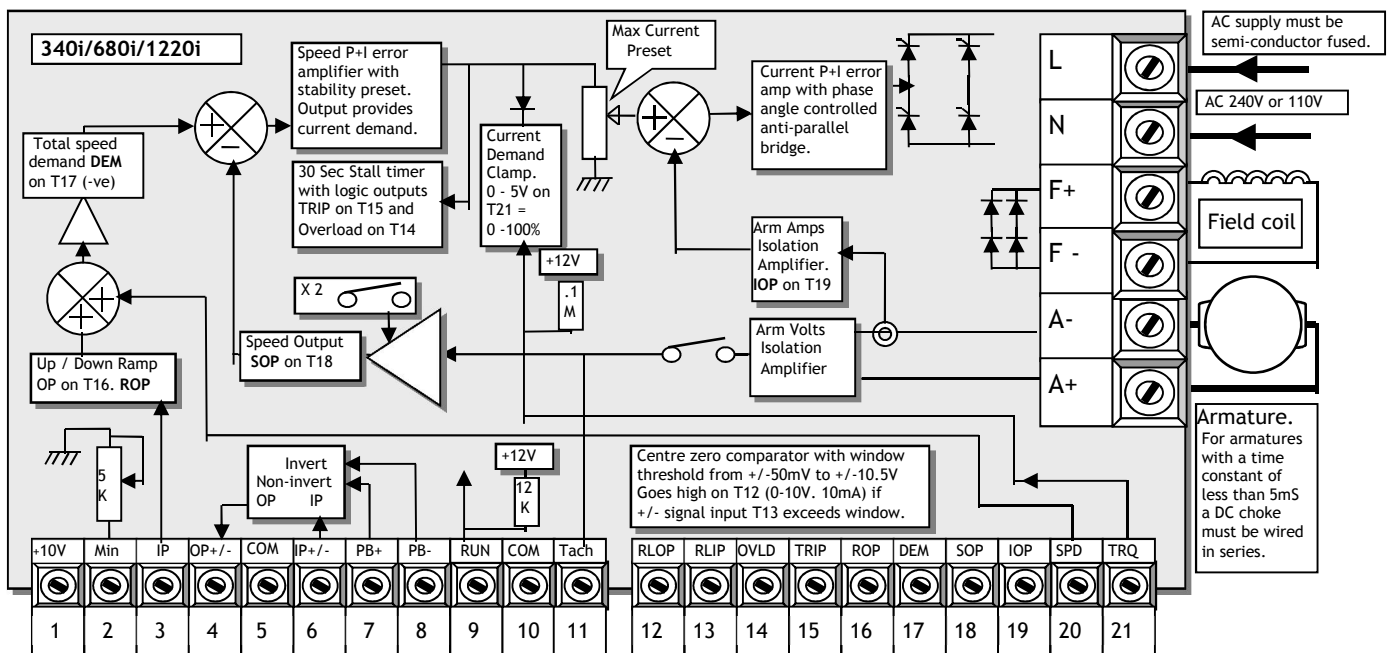 340i/680i/1220i
Speed P+I error
amplifier with
stability preset.
Output provides
current demand.
Max Current
Preset
AC supply must be
semi-conductor fused.
L
Current P+I error
amp with phase
angle controlled
anti-parallel
bridge.
AC 240V or 110V
N
Total speed
demand DEM
on T17 (-ve)
Current
Demand
Clamp.
0 - 5V on
T21 =
0 -100%
30 Sec Stall timer
with logic outputs
TRIP on T15 and
Overload on T14
F+
Field coil
F -
Arm Amps
Isolation
Amplifier.
IOP on T19
+12V
.1
M
X 2
A-
Speed Output
SOP on T18
Arm Volts
Isolation
Amplifier
Up / Down Ramp
OP on T16. ROP
A+
Armature.
For armatures
with a time
constant of
less than 5mS
a DC choke
must be wired
in series.
5
K
Invert
Non-invert
OP IP
+12V
12
K
Centre zero comparator with window
threshold from +/-50mV to +/-10.5V
Goes high on T12 (0-10V. 10mA) if
+/- signal input T13 exceeds window.
+10V Min IP OP+/- COM IP+/- PB+ PB- RUN COM Tach RLOP RLIP OVLD TRIP ROP DEM SOP IOP SPD TRQ
1 2 3 4 5 6 7 8 9 10 11 12 13 14 15 16 17 18 19 20 21